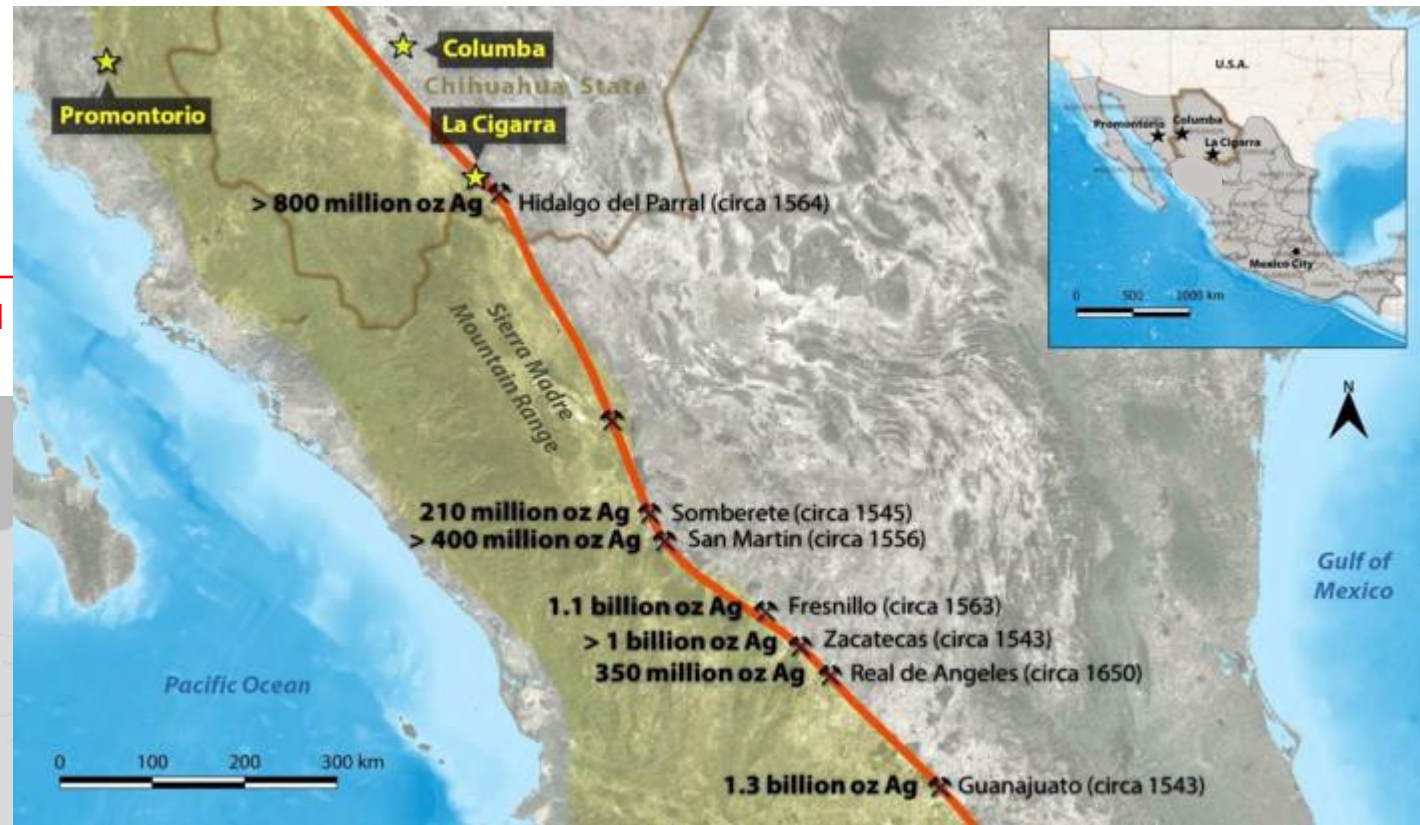 Columba
Chihuahua State
Promontorio
La Cigarra
> 800 million oz Ag Hidalgo del Parral (circa 1564)
Sierra Madre
Mountain Range
210 million oz Ag Somberete (circa 1545)
> 400 million oz Ag San Martin (circa 1556)
1.1 billion oz Ag Fresnillo (circa 1563)
> 1 billion oz Ag Zacatecas (circa 1543)
350 million oz Ag Real de Angeles (circa 1650)
1.3 billion oz Ag Guanajuato (circa 1543)
Pacific Ocean
0 100 200 300 km
U.S.A.
Promontorio
Columba
La Cigarra
Mexico City
0 500 1000 km
N
Gulf of
Mexico